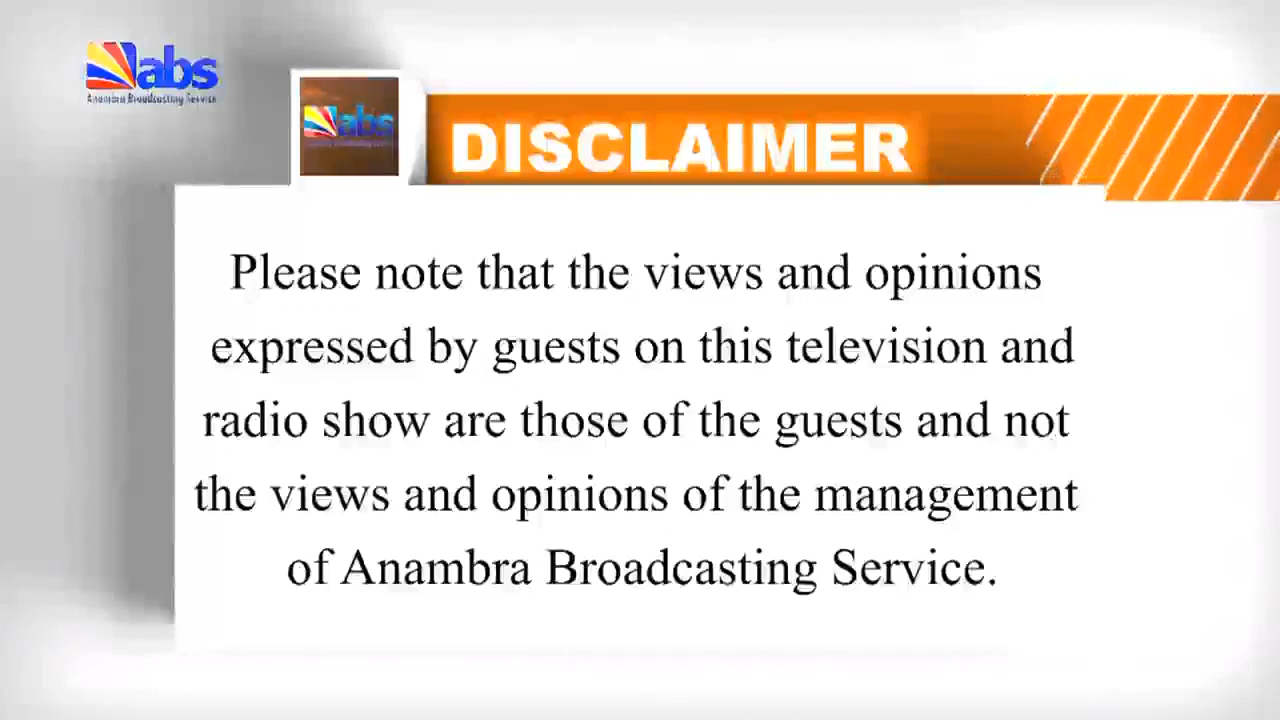 abs
Anambra Broadcasting Service
abs
DISCLAIMER
Please note that the views and opinions
expressed by guests on this television and
radio show are those of the guests and not
the views and opinions of the management
of Anambra Broadcasting Service.